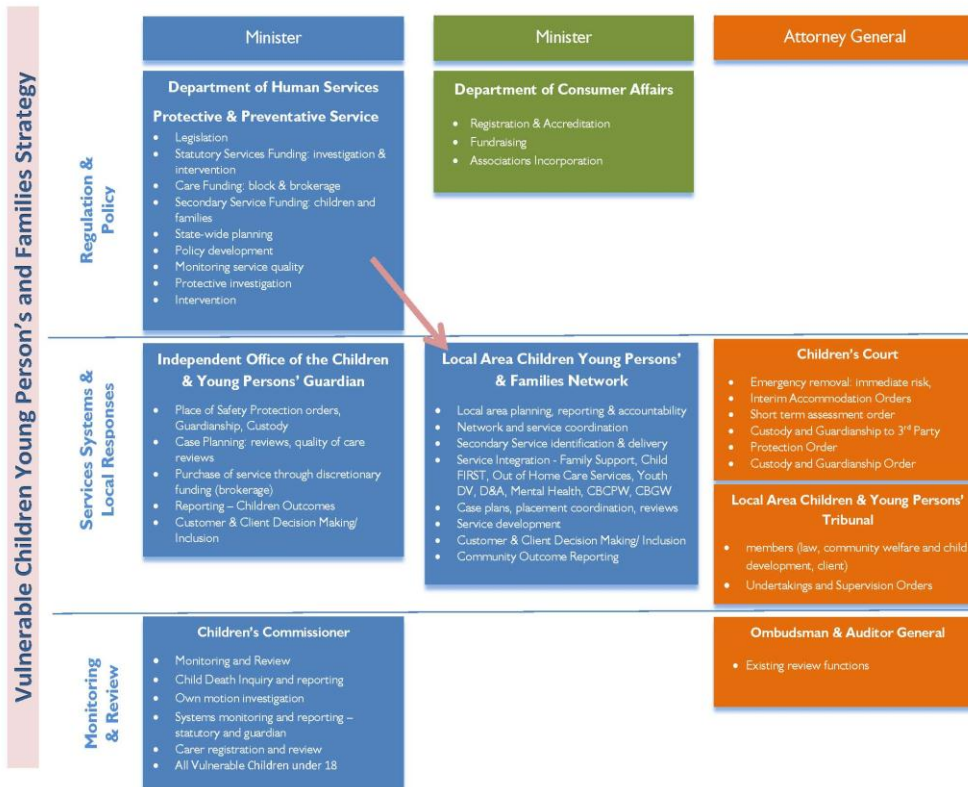 Vulnerable Children Young Person's and Families Strategy
Minister
Minister
Attorney General
Regulation &
Policy
Department of Human Services
Protective & Preventative Service
• Legislation
• Statutory Services Funding: investigation &
intervention
• Care Funding: block & brokerage
• Secondary Service Funding: children and
families
• State-wide planning
• Policy development
• Monitoring service quality
• Protective investigation
• Intervention
Department of Consumer Affairs
• Registration & Accreditation
• Fundraising
• Associations Incorporation
Services Systems &
Local Responses
Independent Office of the Children
& Young Persons' Guardian
• Place of Safety Protection orders,
Guardianship, Custody
• Case Planning: reviews, quality of care
reviews
• Purchase of service through discretionary
funding (brokerage)
• Reporting – Children Outcomes
• Customer & Client Decision Making/
Inclusion
Local Area Children Young Persons'
& Families Network
• Local area planning, reporting & accountability
• Network and service coordination
• Secondary Service identification & delivery
• Service Integration - Family Support, Child
FIRST, Out of Home Care Services, Youth
DV, D&A, Mental Health, CBCPW, CBGW
• Case plans, placement coordination, reviews
• Service development
• Customer & Client Decision Making/ Inclusion
• Community Outcome Reporting
Children's Court
• Emergency removal: immediate risk,
• Interim Accommodation Orders
• Short term assessment order
• Custody and Guardianship to 3rd Party
• Protection Order
• Custody and Guardianship Order
Local Area Children & Young Persons'
Tribunal
• members (law, community welfare and child
development, client)
• Undertakings and Supervision Orders
Monitoring
& Review
Children's Commissioner
• Monitoring and Review
• Child Death Inquiry and reporting
• Own motion investigation
• Systems monitoring and reporting –
statutory and guardian
• Carer registration and review
• All Vulnerable Children under 18
Ombudsman & Auditor General
• Existing review functions